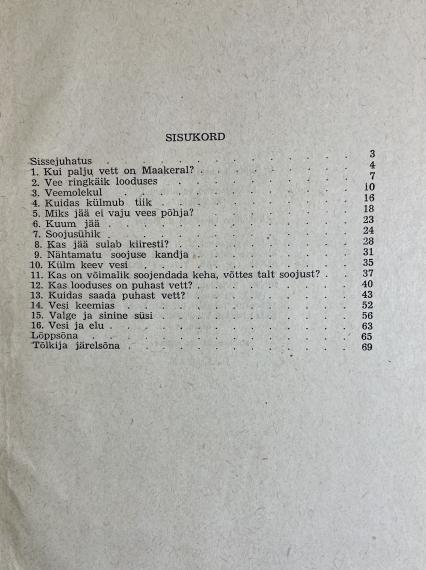 SISUKORD
Sissejuhatus . . . . . . . . . . . 3
1. Kui palju vett on Maakeral? . . . . . . . 4
2. Vee ringkäik looduses . . . . . . . . 7
3. Veemolekul . . . . . . . . . . 10
4. Kuidas külmub tiik . . . . . . . . 16
5. Miks jää ei vaju vees põhja? . . . . . . . 18
6. Kuum jää . . . . . . . . . . 23
7. Soojusühik . . . . . . . . . . 24
8. Kas jää sulab kiiresti? . . . . . . . . 28
9. Nähtamatu soojuse kandja . . . . . . . 31
10. Külm keev vesi . . . . . . . . . 35
11. Kas on võimalik soojendada keha, võttes talt soojust? . . 37
12. Kas looduses on puhast vett? . . . . . . . 40
13. Kuidas saada puhast vett? . . . . . . . 43
14. Vesi keemias . . . . . . . . . . 52
15. Valge ja sinine süsi . . . . . . . . 56
16. Vesi ja elu . . . . . . . . . . 63
Lõppsõna . . . . . . . . . . . 65
Tõlkija järelsõna . . . . . . . . . . 69